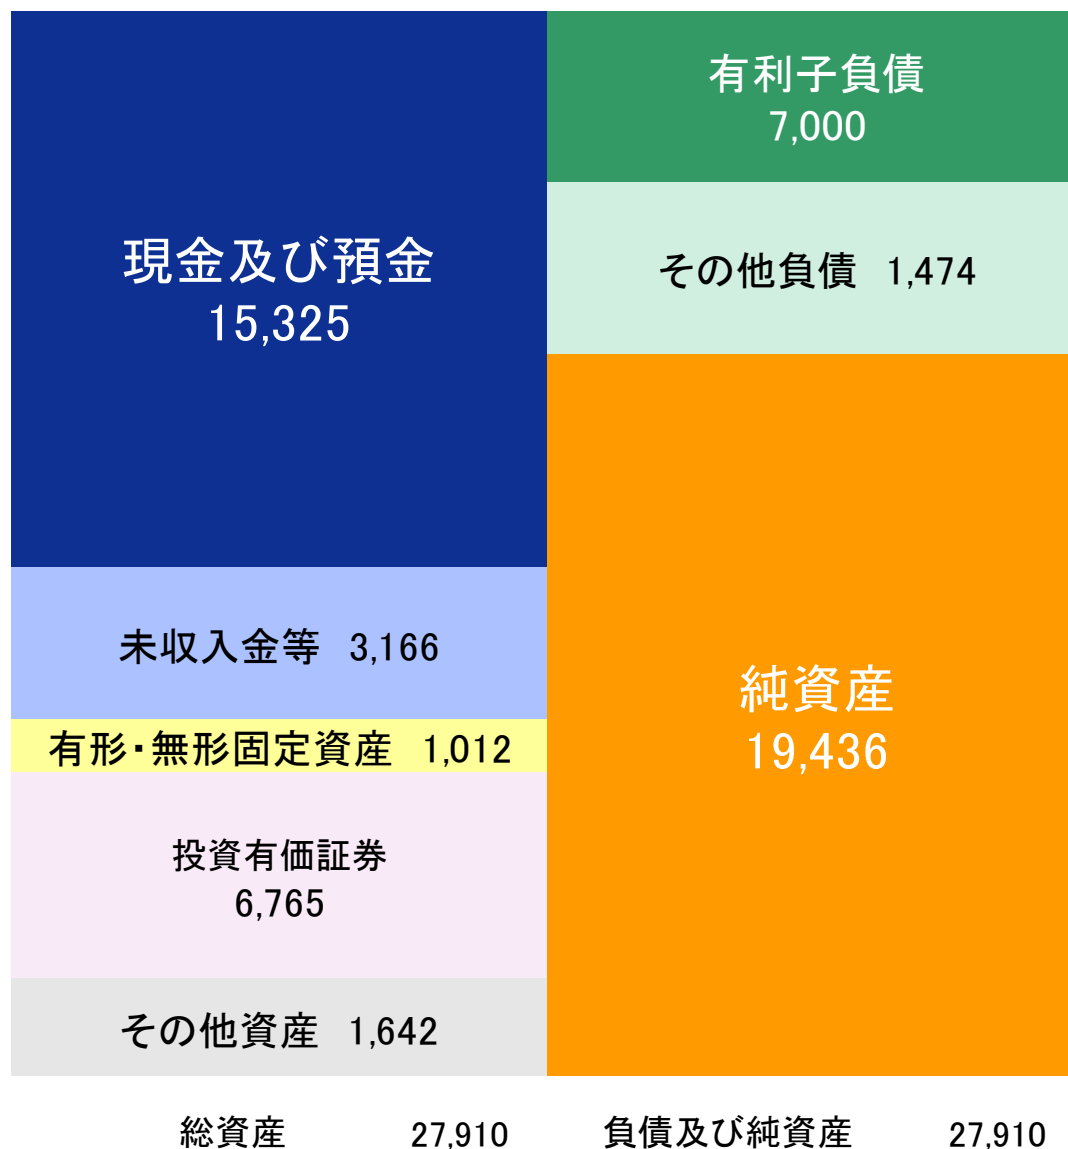 現金及び預金
15,325
未収入金等 3,166
有形・無形固定資産 1,012
投資有価証券
6,765
その他資産 1,642
総資産 27,910
有利子負債
7,000
その他負債 1,474
純資産
19,436
負債及び純資産 27,910